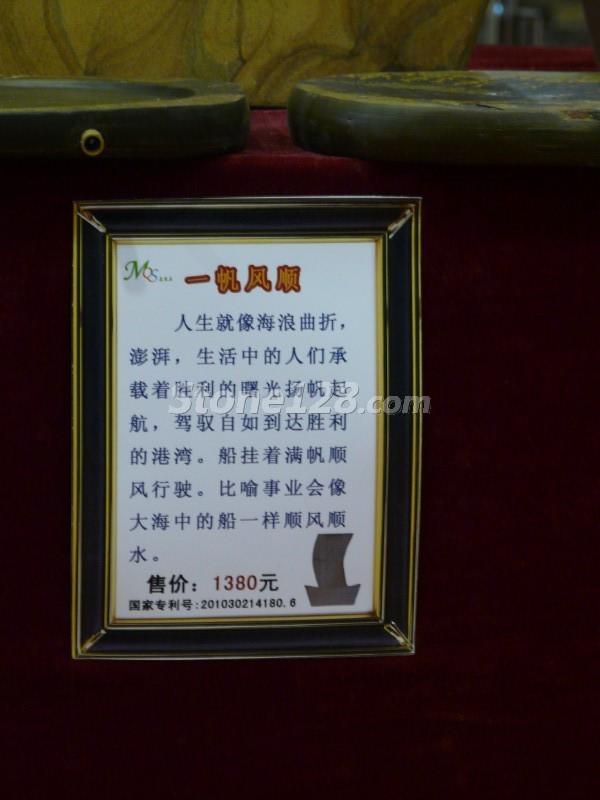 MQS
一帆风顺
人生就像海浪曲折，
澎湃，生活中的人们承
载着胜利的曙光扬帆起
Stone128.com
航，驾驭自如到达胜利
的港湾。船挂着满帆顺
风行驶。比喻事业会像
大海中的船一样顺风顺
水。
售价：1380元
国家专利号:201030214180.6